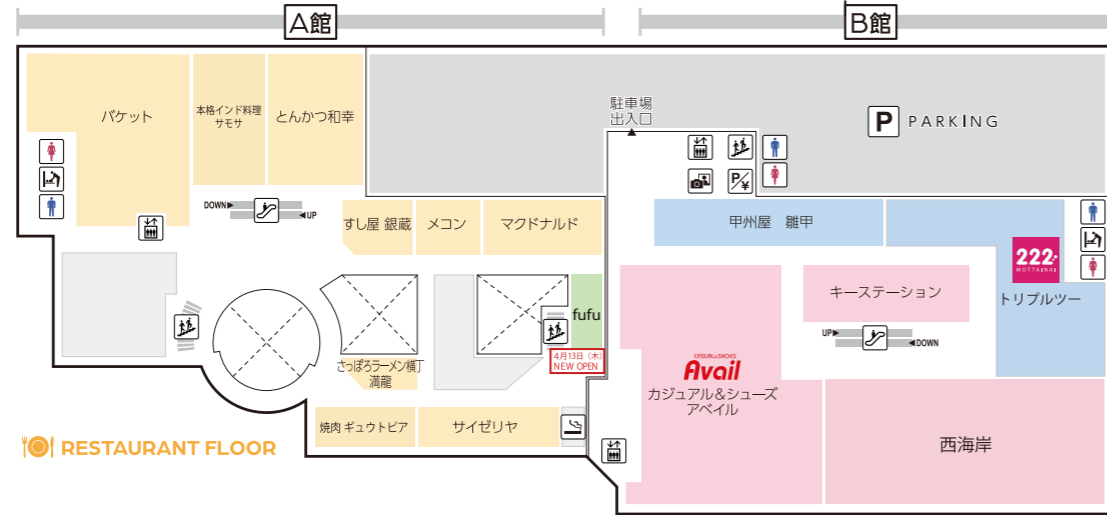 A館
B館
バケット
本格インド料理
サモサ
とんかつ和幸
駐車場
出入口
P PARKING
P/¥
DOWN
UP
すし屋 銀蔵
メコン
マクドナルド
甲州屋 雛甲
222
MOTTAINAI
トリプルツー
キーステーション
fufu
4月13日(木)
NEW OPEN
UP
DOWN
CASUAL&SHOES
Avail
カジュアル&シューズ
アベイル
さっぽろラーメン横丁
満龍
焼肉 ギュウトピア
サイゼリヤ
西海岸
RESTAURANT FLOOR